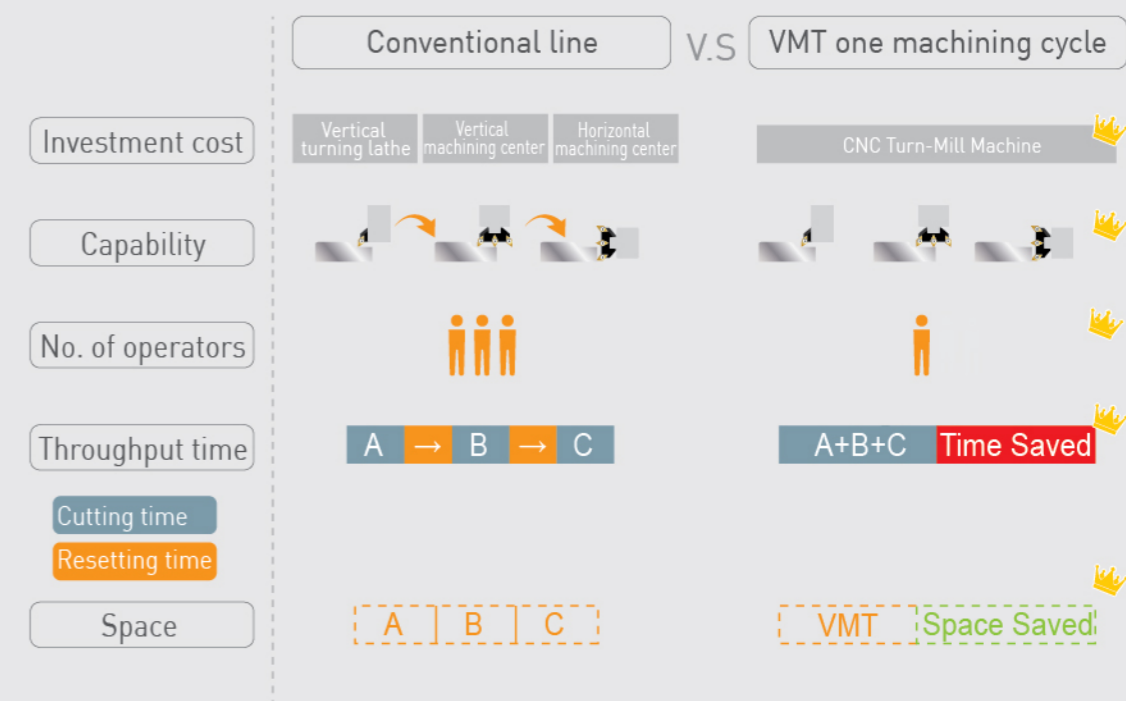 Conventional line
V.S
VMT one machining cycle
Investment cost
Vertical
turning lathe
Vertical
machining center
Horizontal
machining center
CNC Turn-Mill Machine
Capability
No. of operators
Throughput time
A → B → C
A+B+C
Time Saved
Cutting time
Resetting time
Space
A
B
C
VMT
Space Saved